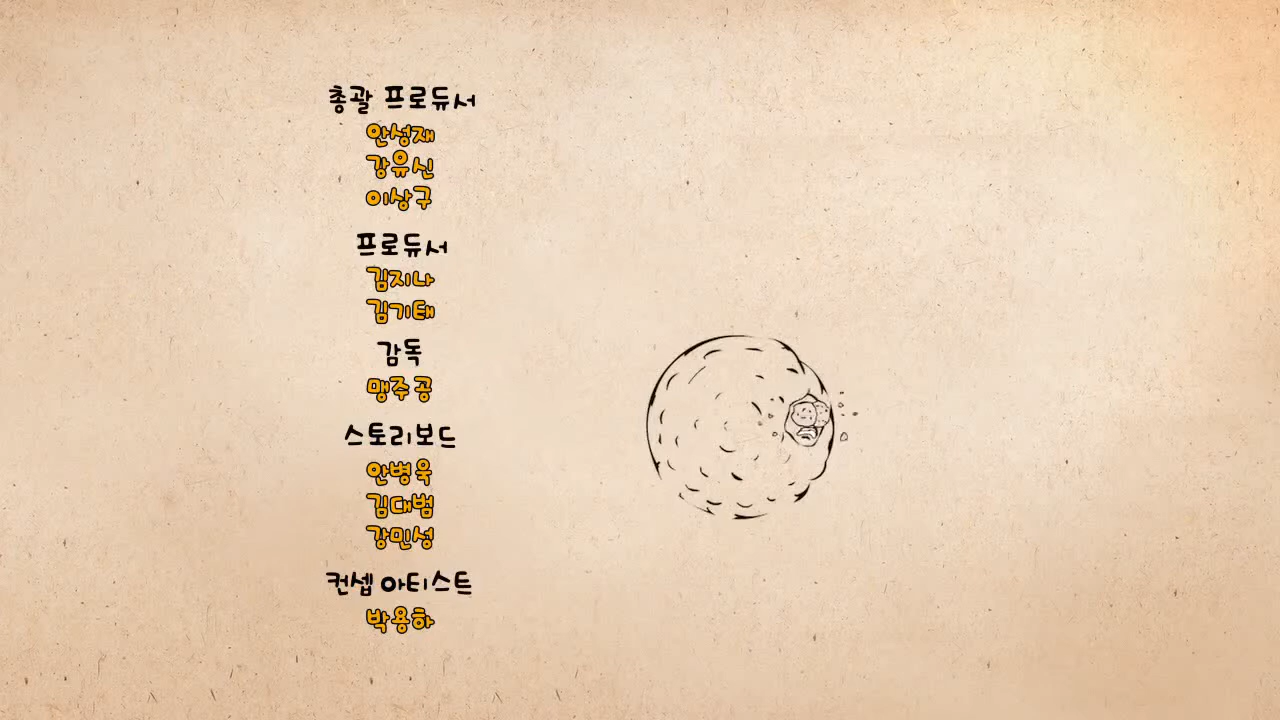 총괄 프로듀서
안성재
강유신
이상구
프로듀서
김지나
김기태
감독
맹주공
스토리보드
안병욱
김대범
강민성
컨셉 아티스트
박용하